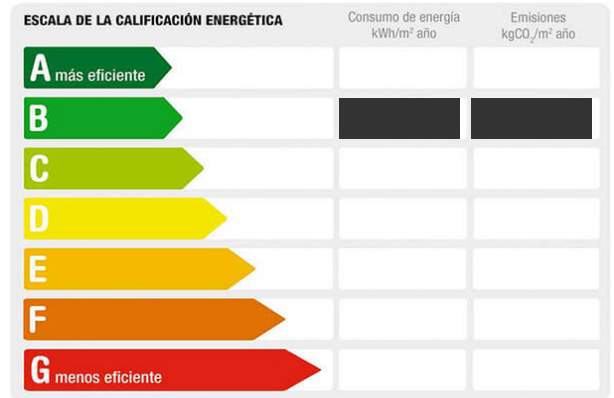 ESCALA DE LA CALIFICACIÓN ENERGÉTICA
Consumo de energía
kWh/m² año
Emisiones
kgCO₂/m² año
A más eficiente
B
C
D
E
F
G menos eficiente